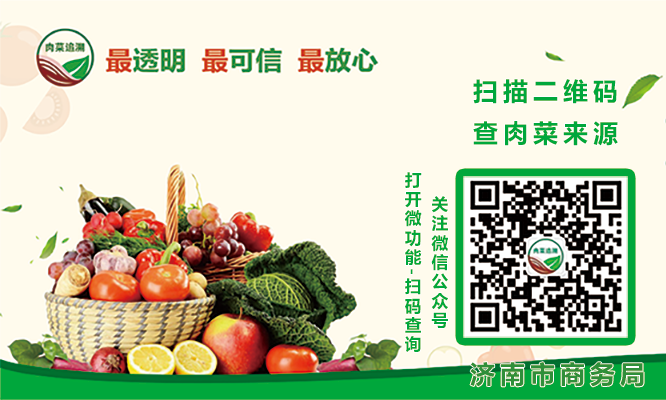 肉菜追溯
最透明 最可信 最放心
扫描二维码
查肉菜来源
关注微信公众号
打开微功能-扫码查询
肉菜追溯
济南市商务局